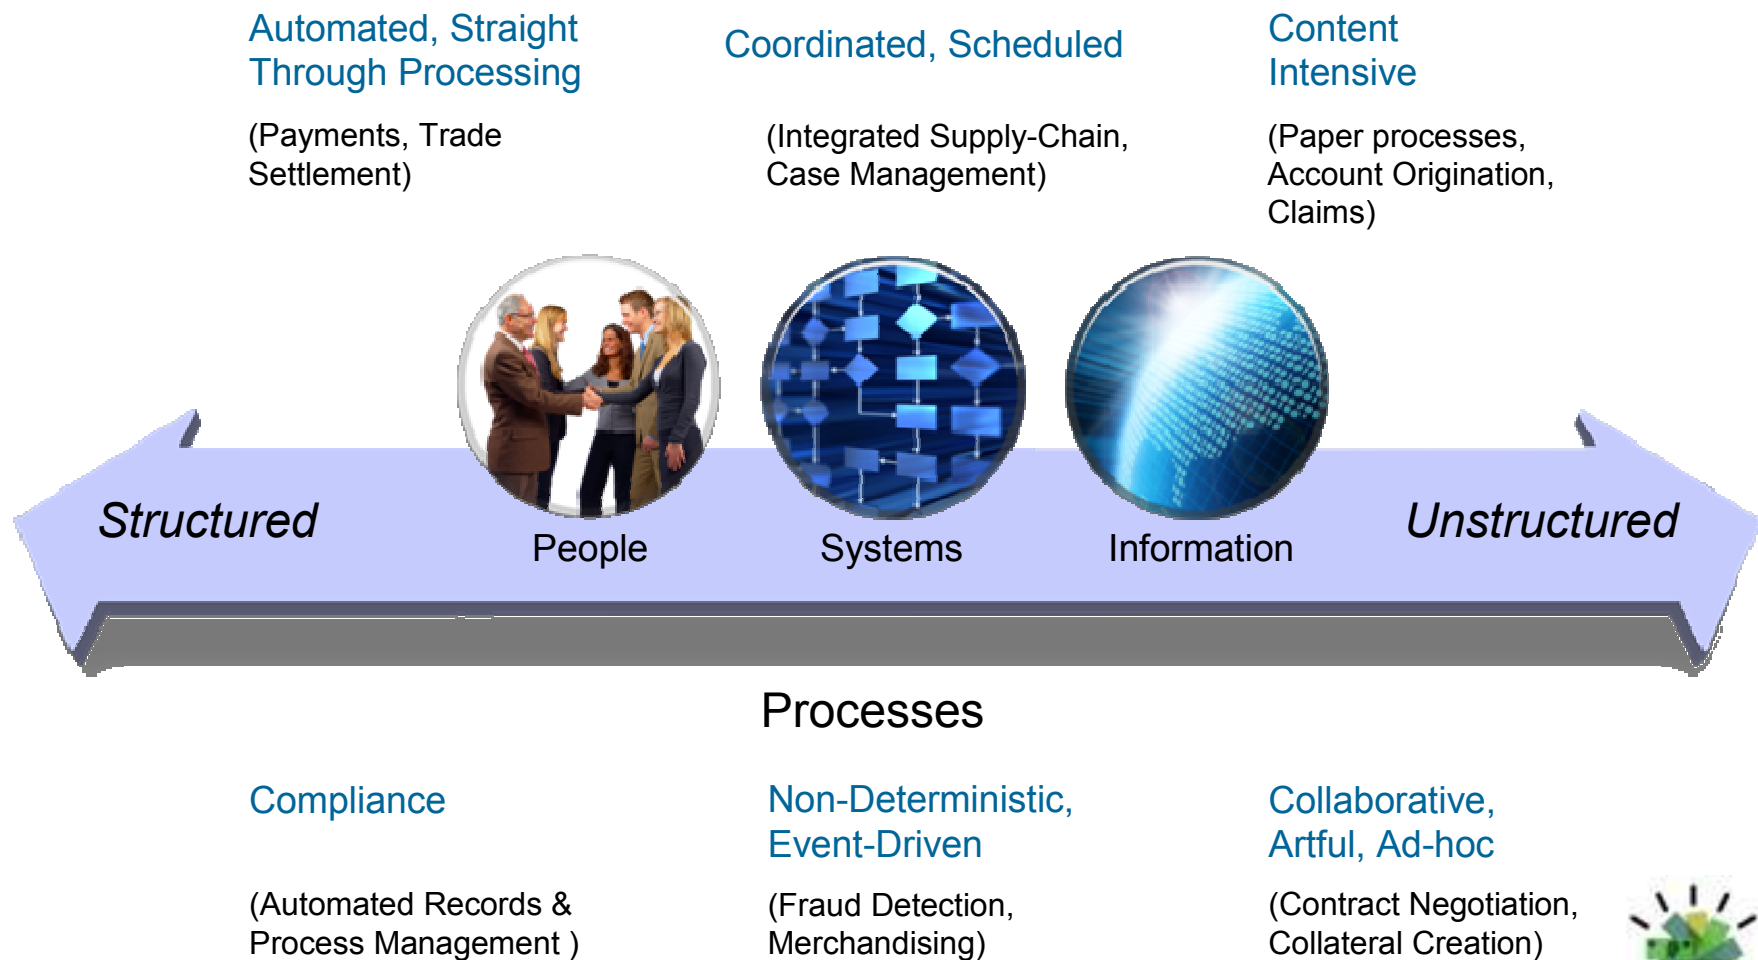 Automated, Straight
Through Processing
Coordinated, Scheduled
Content
Intensive
(Payments, Trade
Settlement)
(Integrated Supply-Chain,
Case Management)
(Paper processes,
Account Origination,
Claims)
Structured
People
Systems
Information
Unstructured
Processes
Compliance
Non-Deterministic,
Event-Driven
Collaborative,
Artful, Ad-hoc
(Automated Records &
Process Management )
(Fraud Detection,
Merchandising)
(Contract Negotiation,
Collateral Creation)